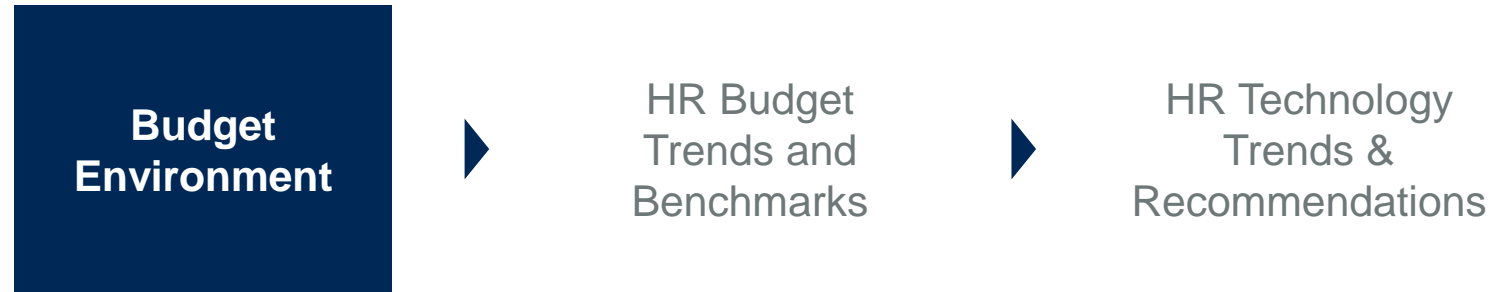 Budget
Environment
HR Budget
Trends and
Benchmarks
HR Technology
Trends &
Recommendations